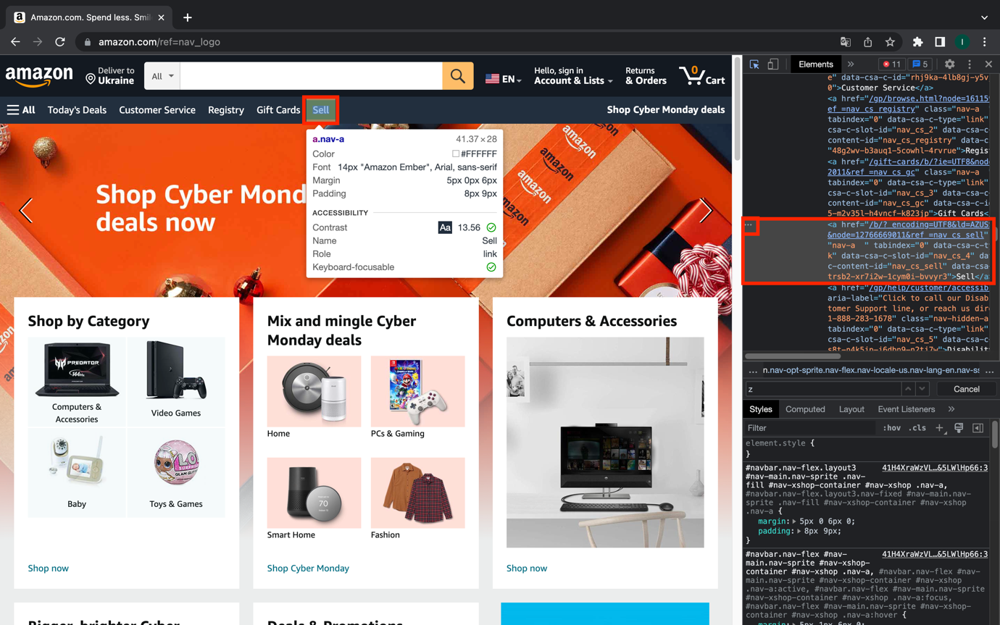 Amazon.com. Spend less. Smil
amazon.com/ref=nav_logo
amazon
Deliver to
Ukraine
All
EN
Hello, sign in
Account & Lists
Returns
& Orders
0
Cart
All Today's Deals Customer Service Registry Gift Cards Sell
Shop Cyber Monday deals
Shop Cyber Mond
deals now
amazon
amazon
amazon
amazon
a.nav-a 41.37 × 28
Color #FFFFFF
Font 14px "Amazon Ember", Arial, sans-serif
Margin 5px 0px 6px
Padding 8px 9px
ACCESSIBILITY
Contrast Aa 13.56
Name Sell
Role link
Keyboard-focusable
Shop by Category
PREDATOR
144Hz
Computers &
Accessories
Video Games
Baby
L.O.L.
SURPRISE!
Toys & Games
Shop now
Mix and mingle Cyber
Monday deals
Home
PCs & Gaming
70
Smart Home
Fashion
Shop Cyber Monday
Computers & Accessories
Shop now
Bigger, brighter Cyber
Deals & Promotions
Elements
11
5
e" data-csa-c-id="rhj9ka-4lb8gj-y5v
0">Customer Service</a>
<a href="/gp/browse.html?node=16115
ref_=nav_cs_registry" class="nav-a
tabindex="0" data-csa-c-type="link"
csa-c-slot-id="nav_cs_2" data-csa-c
content-id="nav_cs_registry" data-c
"48g2wv-b3auq1-5cowhl-4rvrue">Regis
<a href="/gift-cards/b/?ie=UTF8&nod
2011&ref_=nav_cs_gc" class="nav-a
tabindex="0" data-csa-c-type="link"
csa-c-slot-id="nav_cs_3" data-csa-c
content-id="nav_cs_gc" data-csa-c-i
5-m2v35l-h4vncf-k823jp">Gift Cards<
<a href="/b/?_encoding=UTF8&ld=AZUS
&node=12766669011&ref_=nav_cs_sell"
"nav-a " tabindex="0" data-csa-c-t
k" data-csa-c-slot-id="nav_cs_4" da
c-content-id="nav_cs_sell" data-csa
trsb2-xr7i2w-1cym0i-bvvyr3">Sell</a
<a href="/gp/help/customer/accessib
aria-label="Click to call our Disab
tomer Support line, or reach us dir
1-888-283-1678" class="nav-hidden-a
tabindex="0" data-csa-c-type="link"
csa-c-slot-id="nav_cs_5" data-csa-c
n.nav-opt-sprite.nav-flex.nav-locale-us.nav-lang-en.nav-ss
z
Cancel
Styles Computed Layout Event Listeners
Filter
:hov .cls
element.style {
}
#navbar.nav-flex.layout3 41H4XraWzVL…&5LWlHp66:3
#nav-main.nav-sprite .nav-
fill #nav-xshop-container #nav-xshop .nav-a,
#navbar.nav-flex.layout3.nav-fixed #nav-main.nav-
sprite .nav-fill #nav-xshop-container #nav-xshop
.nav-a {
margin: 5px 0 6px 0;
padding: 8px 9px;
}
#navbar.nav-flex #nav- 41H4XraWzVL…&5LWlHp66:3
main.nav-sprite #nav-xshop-
container #nav-xshop .nav-a, #navbar.nav-flex #nav-
main.nav-sprite #nav-xshop-container #nav-xshop
.nav-a:active, #navbar.nav-flex #nav-main.nav-sprite
#nav-xshop-container #nav-xshop .nav-a:focus,
#navbar.nav-flex #nav-main.nav-sprite #nav-xshop-
container #nav-xshop .nav-a:hover {
margin: 5px 1px 6px 0;